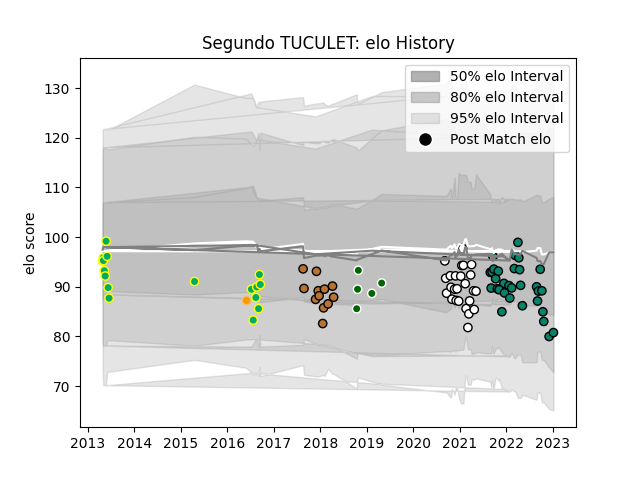 Segundo TUCULET: elo History
50% elo Interval
80% elo Interval
95% elo Interval
Post Match elo
elo score
130
120
110
100
90
80
70
2013 2014 2015 2016 2017 2018 2019 2020 2021 2022 2023